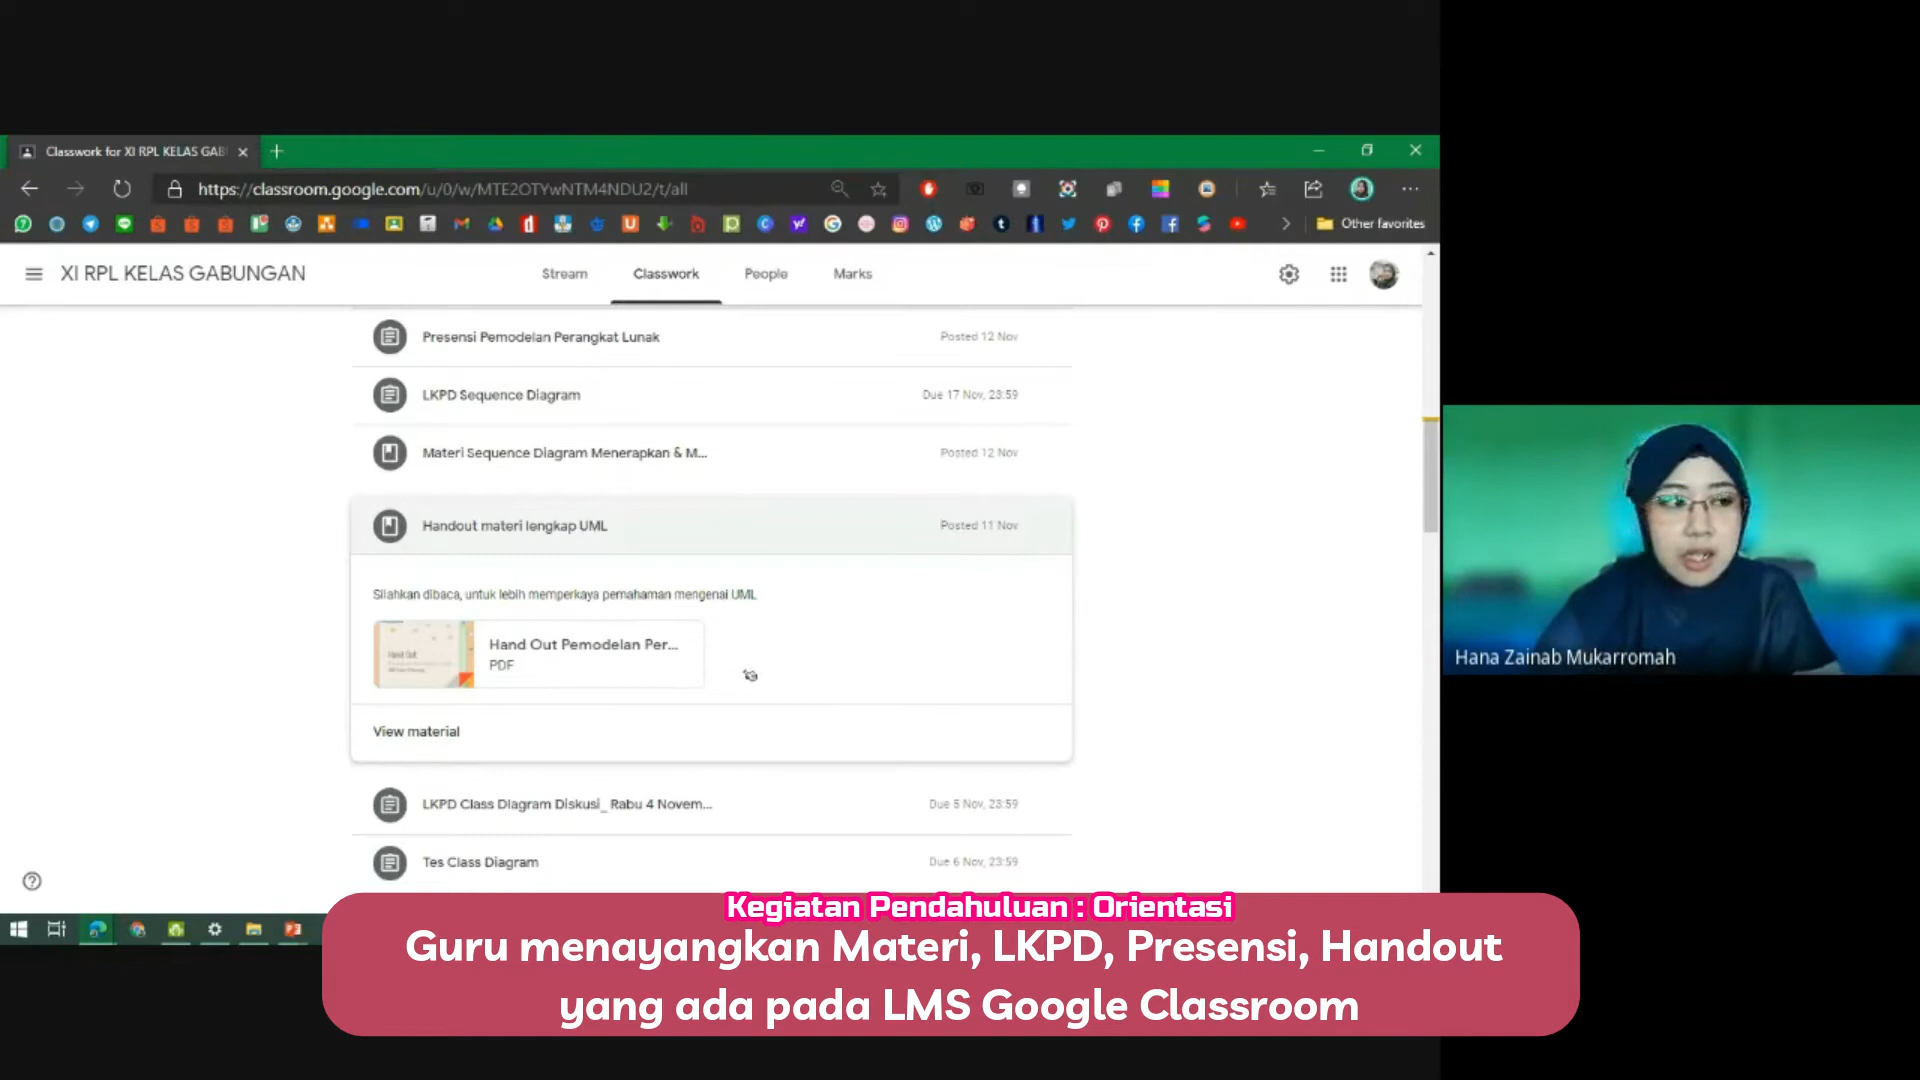 Classwork for XI RPL KELAS GAB
https://classroom.google.com/u/0/w/MTE2OTYwNTM4NDU2/t/all
Other favorites
XI RPL KELAS GABUNGAN
Stream
Classwork
People
Marks
Presensi Pemodelan Perangkat Lunak
Posted 12 Nov
LKPD Sequence Diagram
Due 17 Nov, 23:59
Materi Sequence Diagram Menerapkan & M...
Posted 12 Nov
Handout materi lengkap UML
Posted 11 Nov
Silahkan dibaca, untuk lebih memperkaya pemahaman mengenai UML
Hand Out
Hand Out Pemodelan Per...
PDF
View material
LKPD Class DIagram Diskusi_ Rabu 4 Novem...
Due 5 Nov, 23:59
Tes Class Diagram
Due 6 Nov, 23:59
Hana Zainab Mukarromah
Kegiatan Pendahuluan : Orientasi
Guru menayangkan Materi, LKPD, Presensi, Handout
yang ada pada LMS Google Classroom